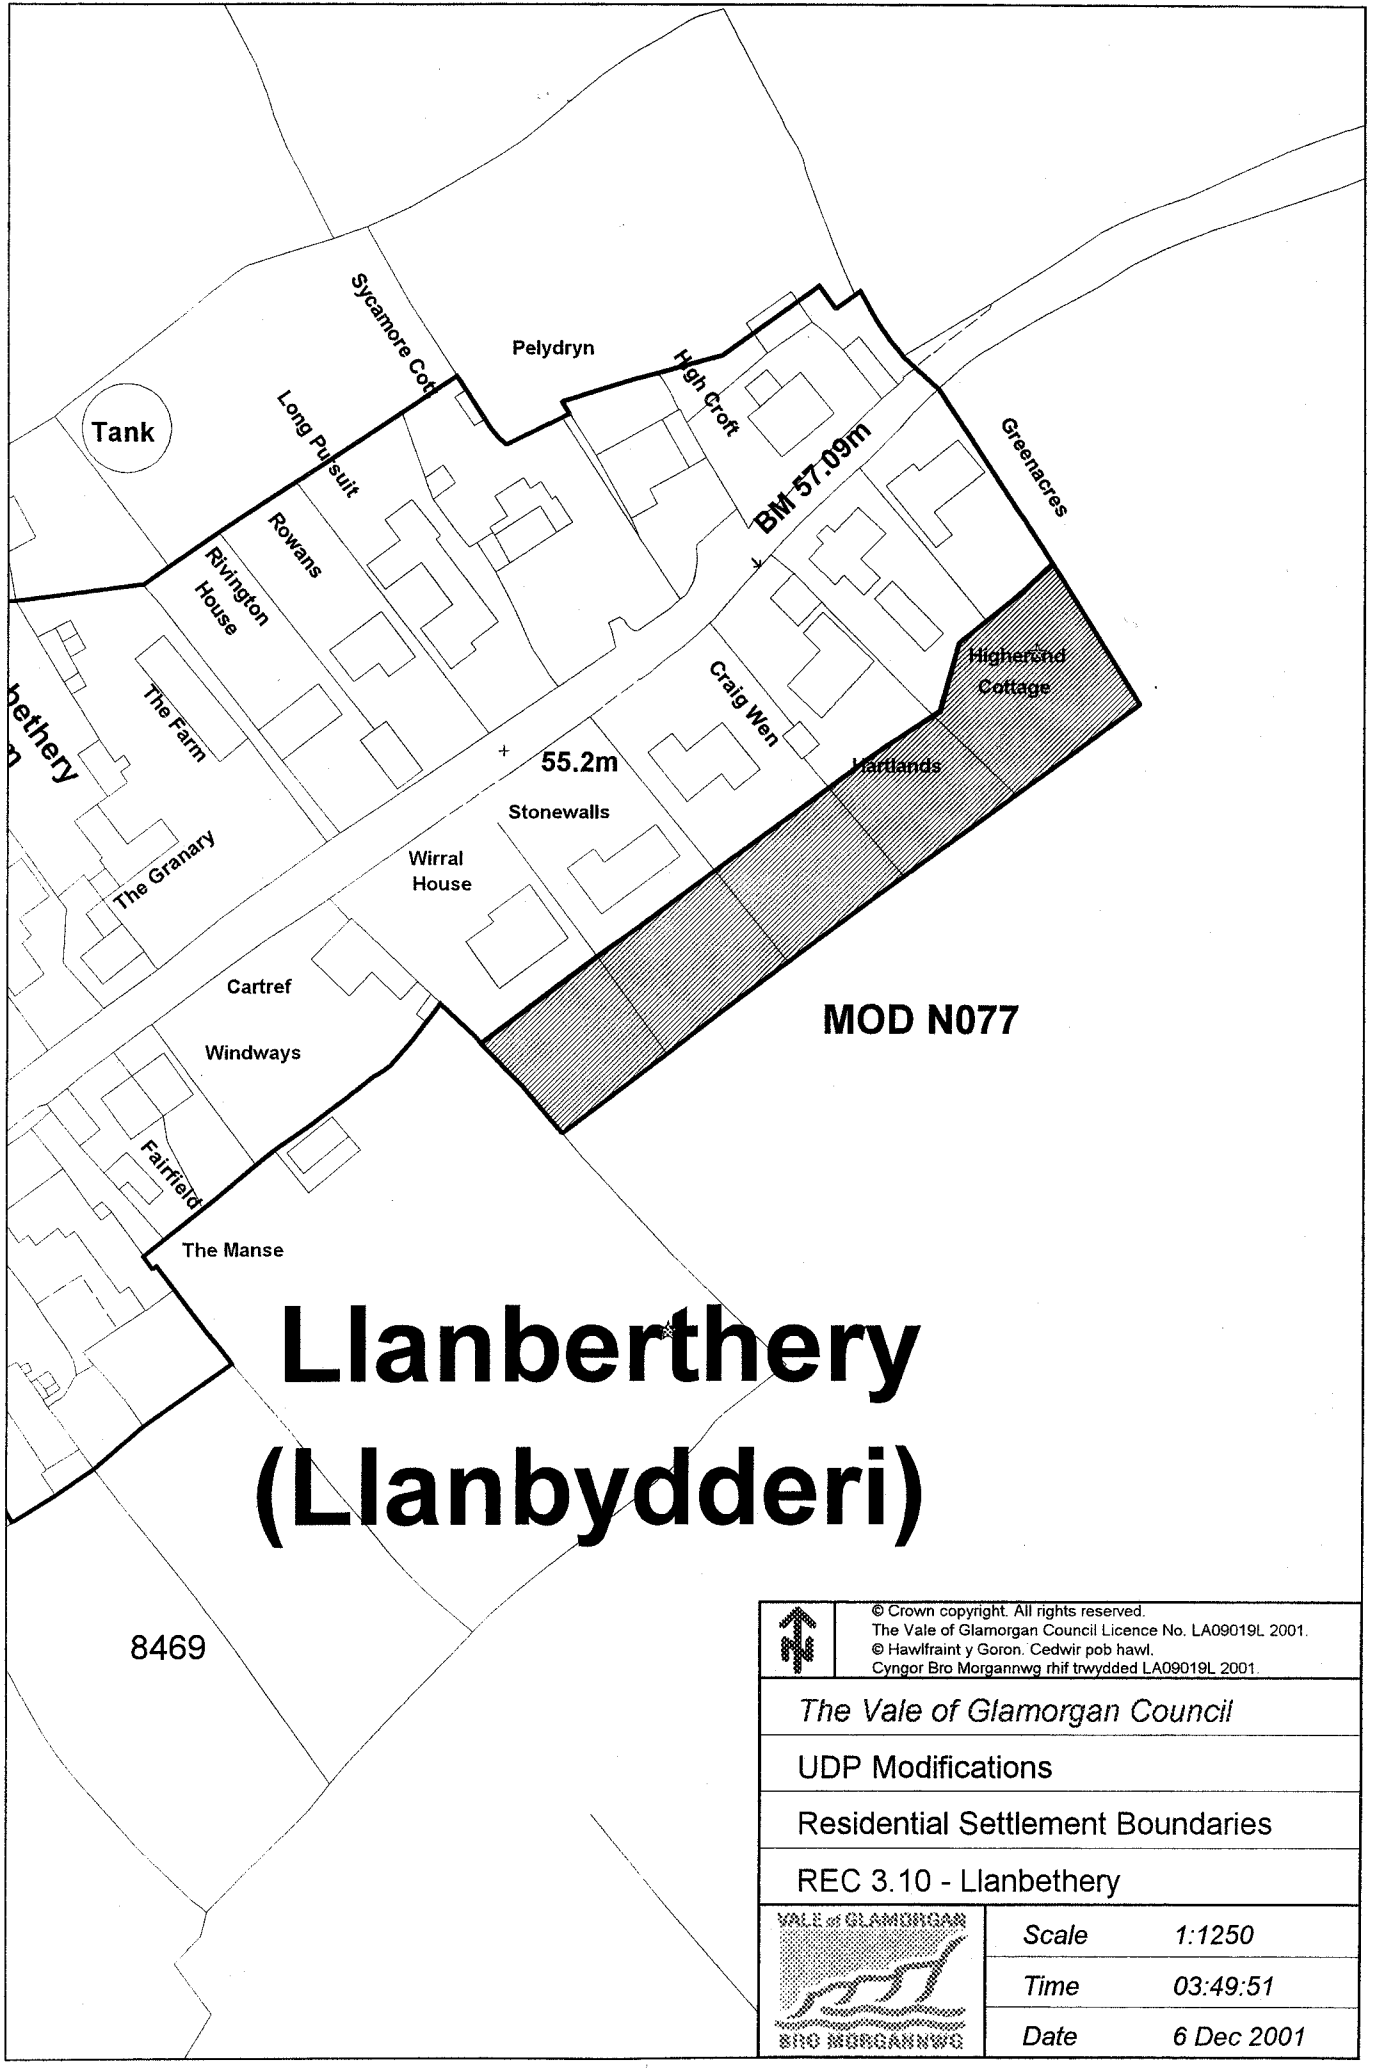 Sycamore Cott
Pelydryn
High Croft
Long Pursuit
Tank
Greenacres
BM 57.09m
Rowans
Rivington
House
Higherend
Cottage
The Farm
Craig Wen
bethery
m
55.2m
Hartlands
Stonewalls
The Granary
Wirral
House
Cartref
MOD N077
Windways
Fairfield
The Manse
Llanberthery
(Llanbydderi)
8469
N
© Crown copyright. All rights reserved.
The Vale of Glamorgan Council Licence No. LA09019L 2001.
© Hawlfraint y Goron. Cedwir pob hawl.
Cyngor Bro Morgannwg rhif trwydded LA09019L 2001.
The Vale of Glamorgan Council
UDP Modifications
Residential Settlement Boundaries
REC 3.10 - Llanbethery
VALE of GLAMORGAN
BRO MORGANNWG
Scale 1:1250
Time 03:49:51
Date 6 Dec 2001